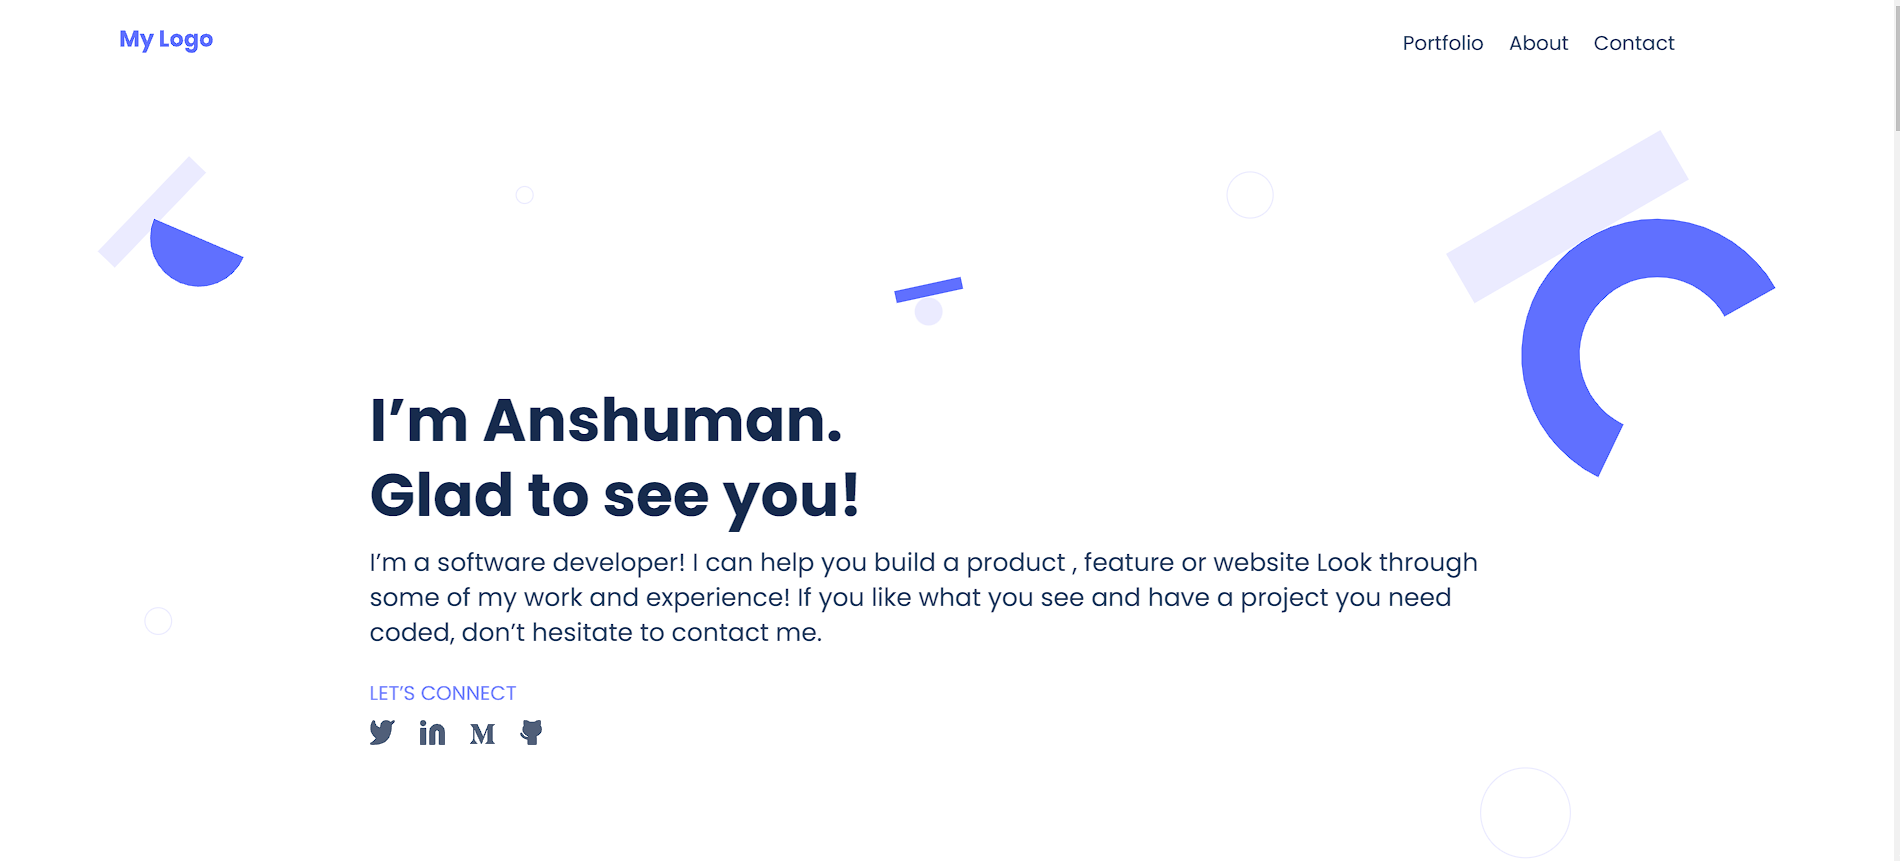 My Logo
Portfolio About Contact
I’m Anshuman.
Glad to see you!
I’m a software developer! I can help you build a product , feature or website Look through
some of my work and experience! If you like what you see and have a project you need
coded, don’t hesitate to contact me.
LET’S CONNECT